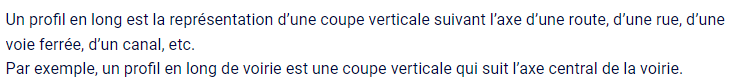 Un profil en long est la représentation d’une coupe verticale suivant l’axe d’une route, d’une rue, d’une
voie ferrée, d’un canal, etc.
Par exemple, un profil en long de voirie est une coupe verticale qui suit l’axe central de la voirie.